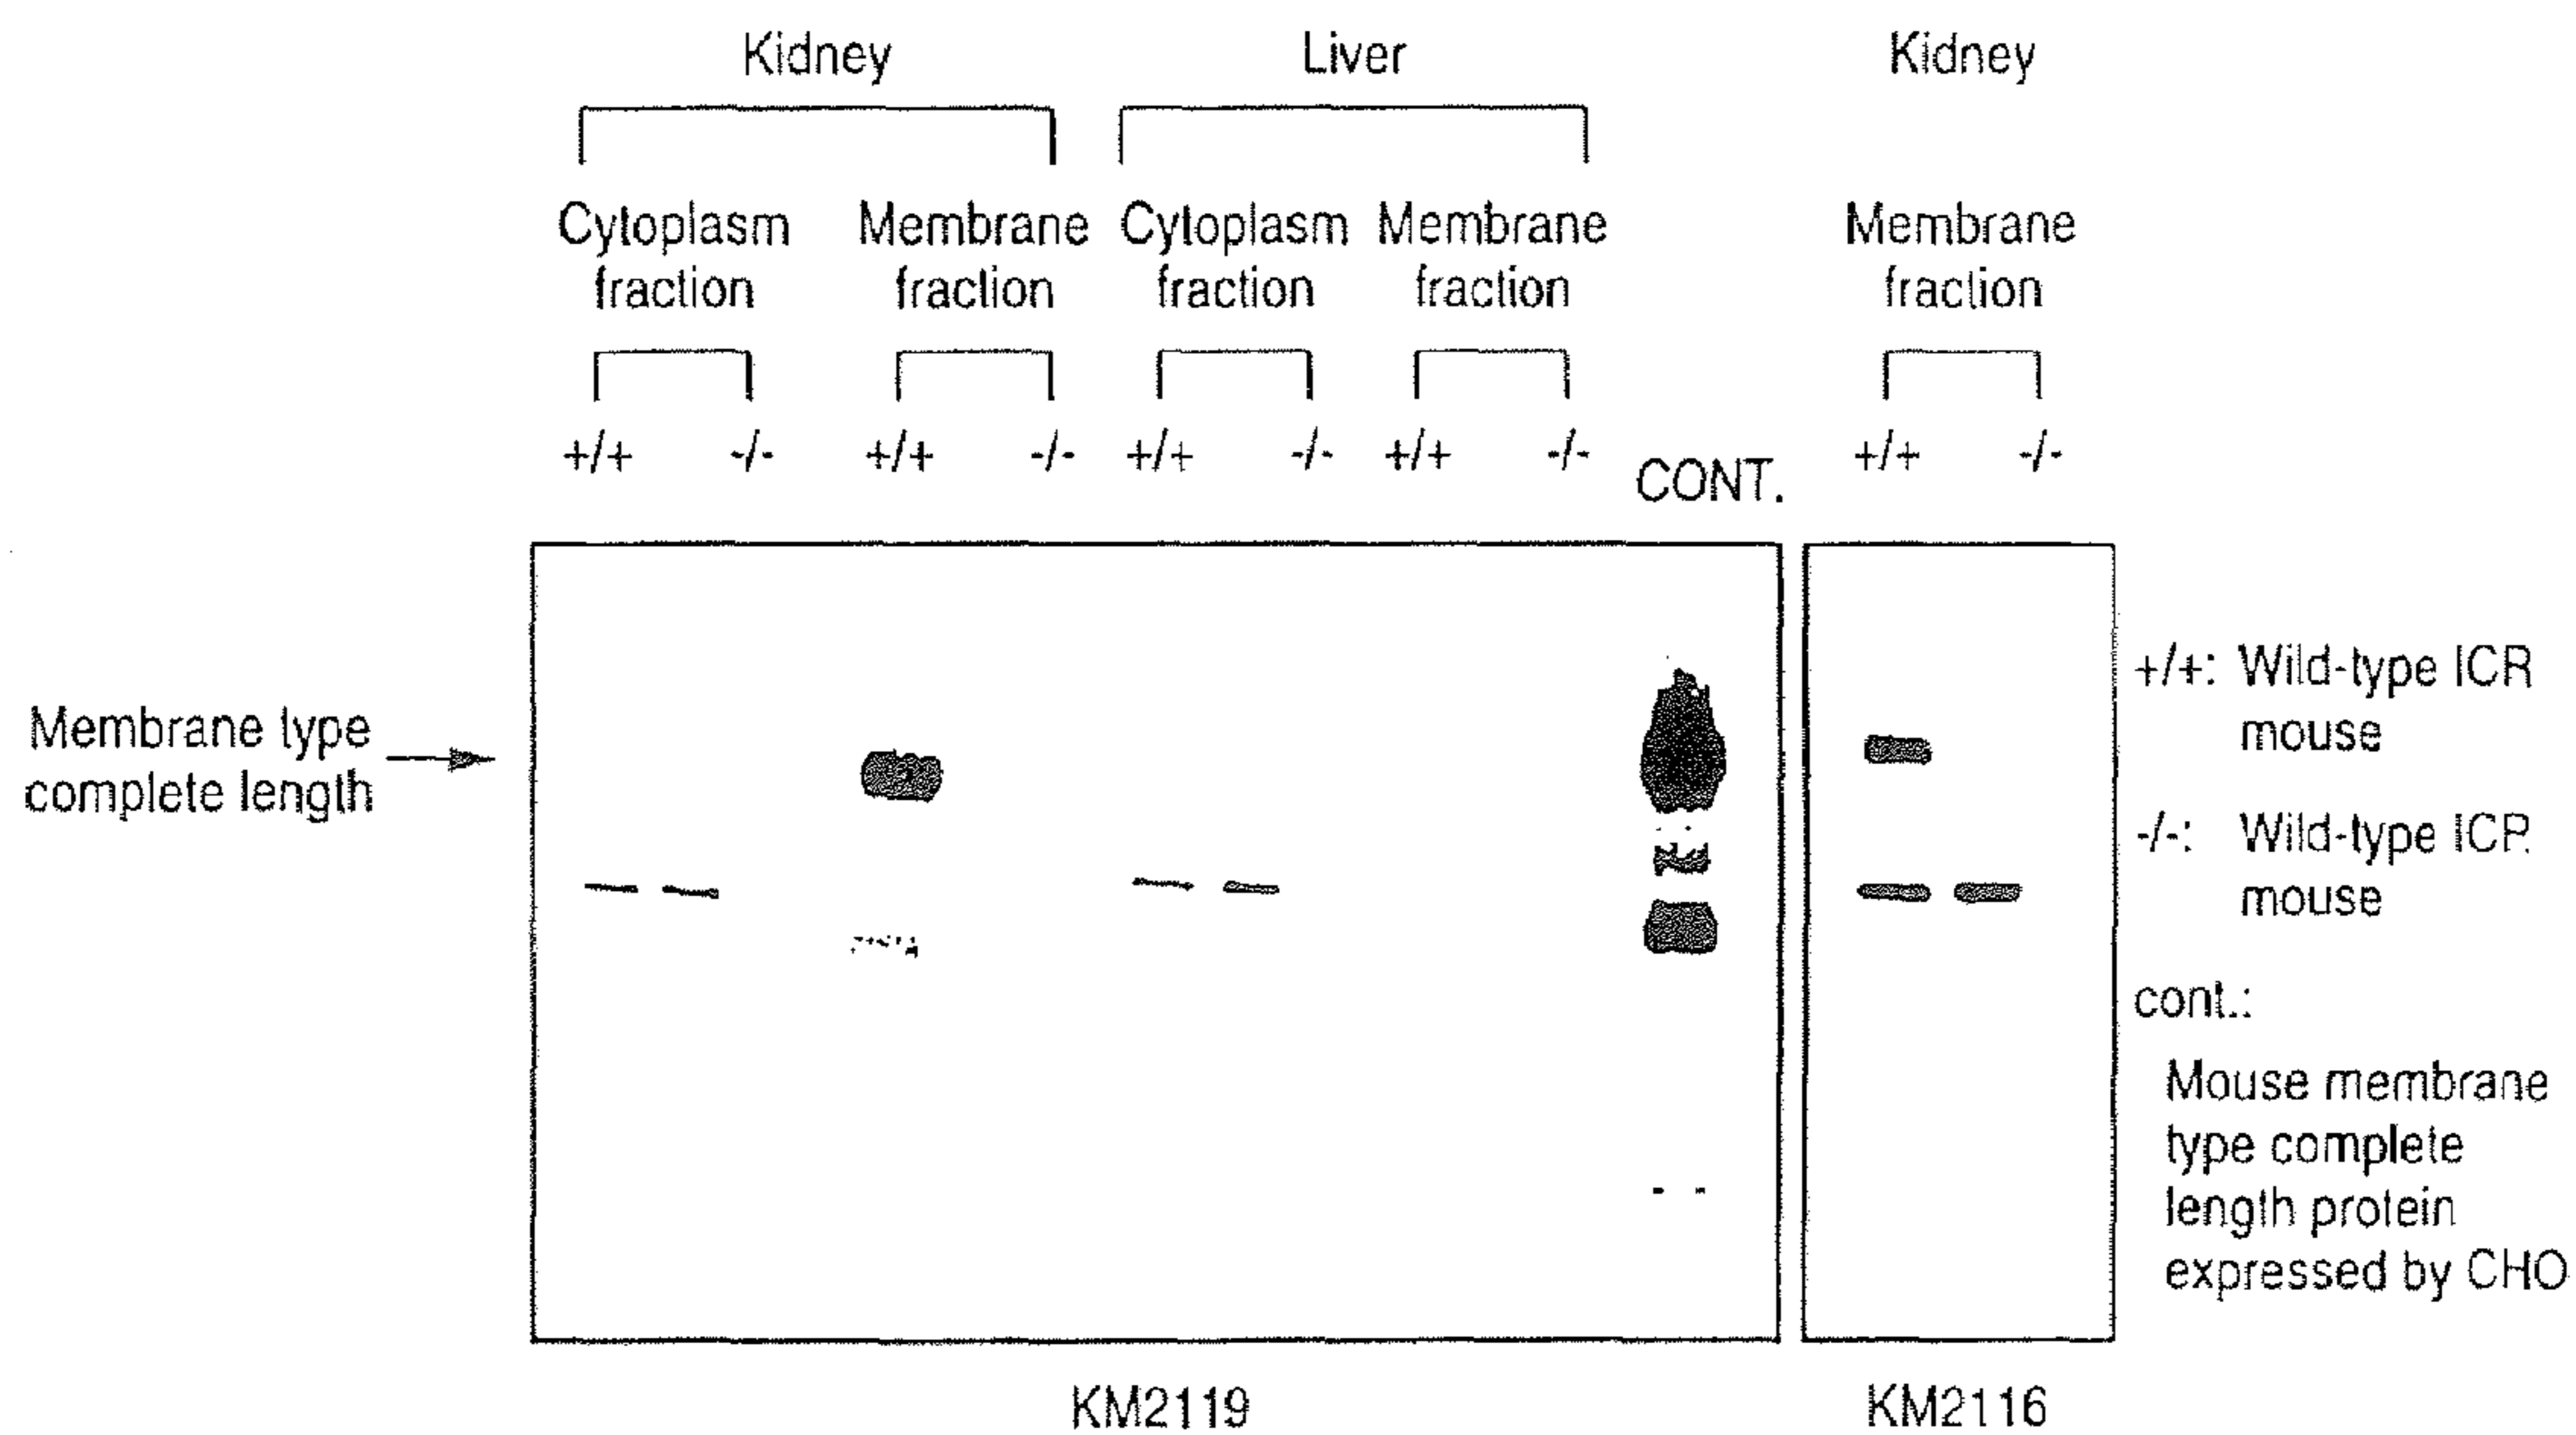 Kidney Liver Kidney
Cytoplasm Membrane Cytoplasm Membrane Membrane
fraction fraction fraction fraction fraction
+/+ -/- +/+ -/- +/+ -/- +/+ -/- +/+ -/-
CONT.
Membrane type
complete length
+/+: Wild-type ICR
mouse
-/-: Wild-type ICR
mouse
cont.:
Mouse membrane
type complete
length protein
expressed by CHO
KM2119 KM2116